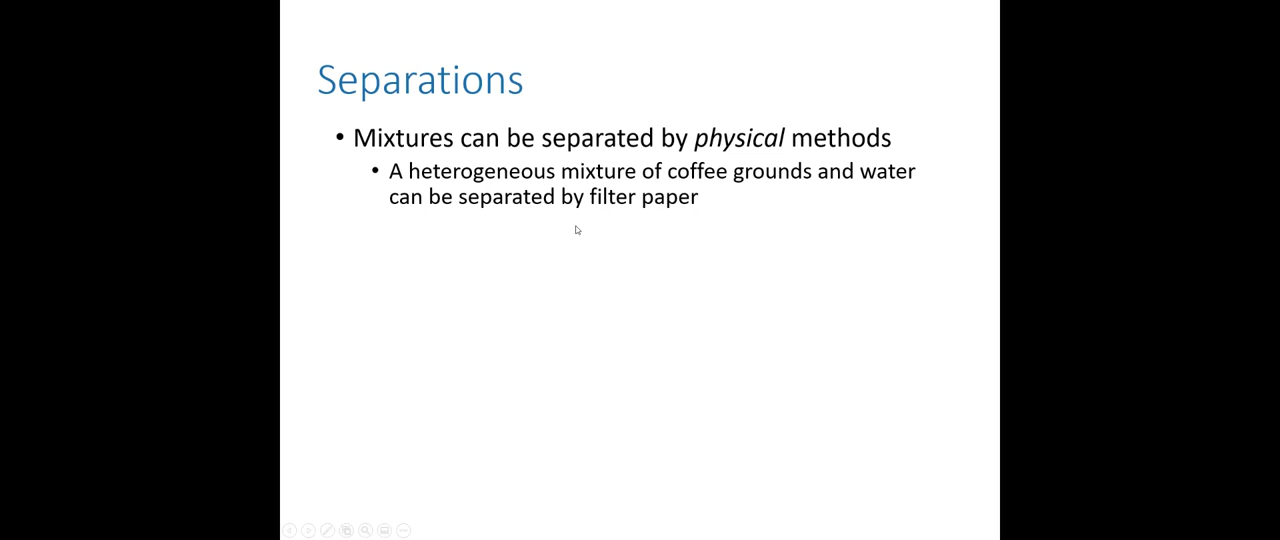 Separations
• Mixtures can be separated by physical methods
• A heterogeneous mixture of coffee grounds and water
can be separated by filter paper